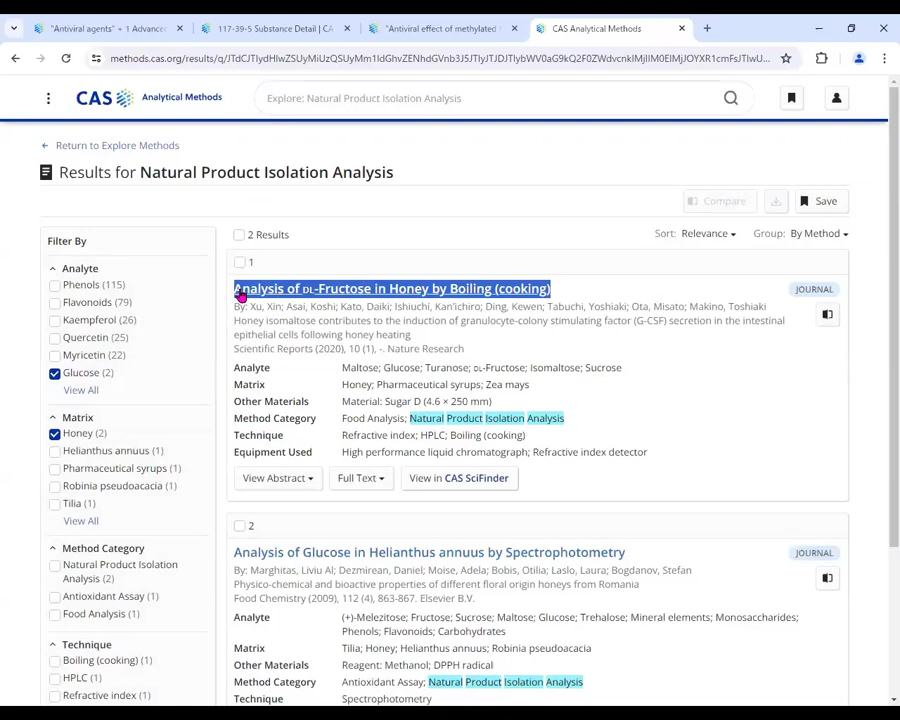 "Antiviral agents" + 1 Advance
117-39-5 Substance Detail | CA
"Antiviral effect of methylated
CAS Analytical Methods
methods.cas.org/results/q/
CAS Analytical Methods
Explore: Natural Product Isolation Analysis
Return to Explore Methods
Results for Natural Product Isolation Analysis
Compare
Save
Filter By
2 Results
Sort: Relevance
Group: By Method
Analyte
Phenols (115)
Flavonoids (79)
Kaempferol (26)
Quercetin (25)
Myricetin (22)
Glucose (2)
View All
Matrix
Honey (2)
Helianthus annuus (1)
Pharmaceutical syrups (1)
Robinia pseudoacacia (1)
Tilia (1)
View All
Method Category
Natural Product Isolation
Analysis (2)
Antioxidant Assay (1)
Food Analysis (1)
Technique
Boiling (cooking) (1)
HPLC (1)
Refractive index (1)
1
Analysis of DL-Fructose in Honey by Boiling (cooking)
JOURNAL
By: Xu, Xin; Asai, Koshi; Kato, Daiki; Ishiuchi, Kan'ichiro; Ding, Kewen; Tabuchi, Yoshiaki; Ota, Misato; Makino, Toshiaki
Honey isomaltose contributes to the induction of granulocyte-colony stimulating factor (G-CSF) secretion in the intestinal
epithelial cells following honey heating
Scientific Reports (2020), 10 (1), -. Nature Research
Analyte Maltose; Glucose; Turanose; DL-Fructose; Isomaltose; Sucrose
Matrix Honey; Pharmaceutical syrups; Zea mays
Other Materials Material: Sugar D (4.6 × 250 mm)
Method Category Food Analysis; Natural Product Isolation Analysis
Technique Refractive index; HPLC; Boiling (cooking)
Equipment Used High performance liquid chromatograph; Refractive index detector
View Abstract
Full Text
View in CAS SciFinder
2
Analysis of Glucose in Helianthus annuus by Spectrophotometry
JOURNAL
By: Marghitas, Liviu Al; Dezmirean, Daniel; Moise, Adela; Bobis, Otilia; Laslo, Laura; Bogdanov, Stefan
Physico-chemical and bioactive properties of different floral origin honeys from Romania
Food Chemistry (2009), 112 (4), 863-867. Elsevier B.V.
Analyte (+)-Melezitose; Fructose; Sucrose; Maltose; Glucose; Trehalose; Mineral elements; Monosaccharides;
Phenols; Flavonoids; Carbohydrates
Matrix Tilia; Honey; Helianthus annuus; Robinia pseudoacacia
Other Materials Reagent: Methanol; DPPH radical
Method Category Antioxidant Assay; Natural Product Isolation Analysis
Technique Spectrophotometry